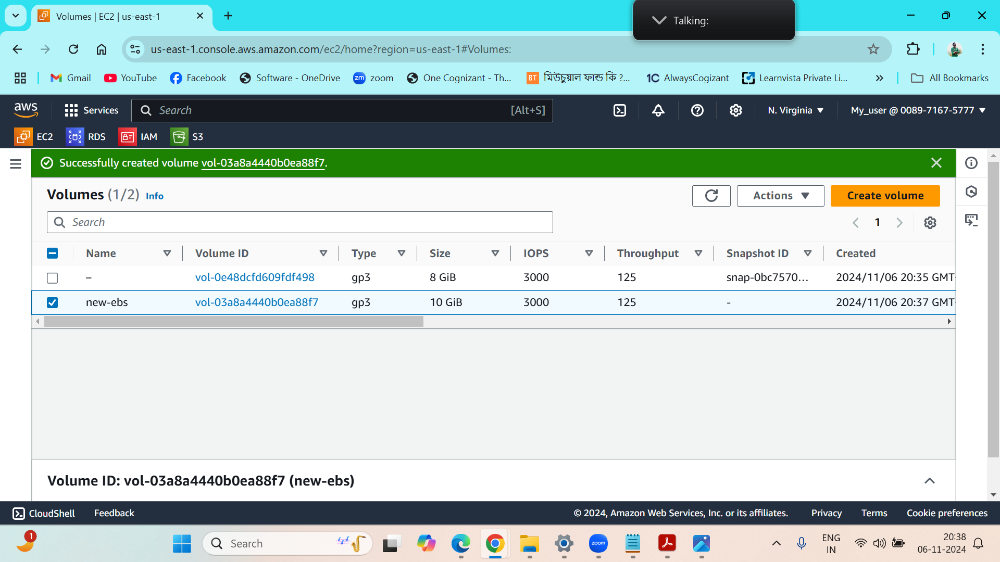 Volumes | EC2 | us-east-1
Talking:
us-east-1.console.aws.amazon.com/ec2/home?region=us-east-1#Volumes:
Gmail YouTube Facebook Software - OneDrive zm zoom One Cognizant - Th... BT মিউচুয়াল ফান্ড কি ?... 1C AlwaysCogizant Learnvista Private Li... » All Bookmarks
aws Services Search [Alt+S] N. Virginia My_user @ 0089-7167-5777
EC2 RDS IAM S3
Successfully created volume vol-03a8a4440b0ea88f7.
Volumes (1/2) Info Actions Create volume
Search 1
Name Volume ID Type Size IOPS Throughput Snapshot ID Created
– vol-0e48dcfd609fdf498 gp3 8 GiB 3000 125 snap-0bc7570... 2024/11/06 20:35 GMT
new-ebs vol-03a8a4440b0ea88f7 gp3 10 GiB 3000 125 - 2024/11/06 20:37 GMT
Volume ID: vol-03a8a4440b0ea88f7 (new-ebs)
CloudShell Feedback © 2024, Amazon Web Services, Inc. or its affiliates. Privacy Terms Cookie preferences
1 Search zoom ENG 20:38
IN 06-11-2024